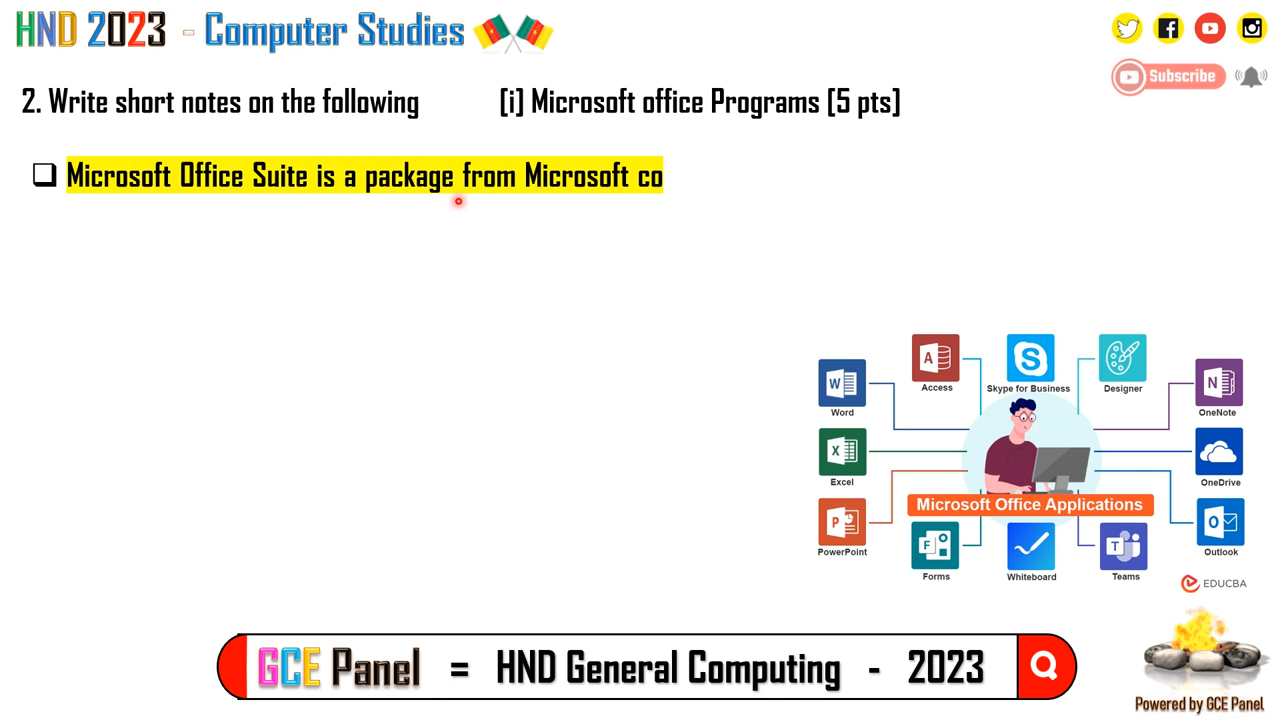 HND 2023 - Computer Studies
Subscribe
2. Write short notes on the following (i) Microsoft office Programs (5 pts)
Microsoft Office Suite is a package from Microsoft co
Access
Skype for Business
Designer
Word
OneNote
Excel
OneDrive
Microsoft Office Applications
PowerPoint
Outlook
Forms
Whiteboard
Teams
EDUCBA
GCE Panel = HND General Computing - 2023
Powered by GCE Panel